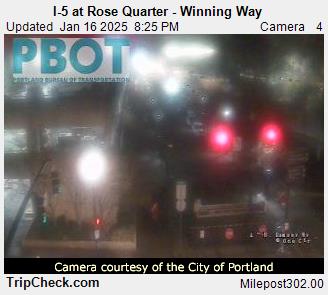 I-5 at Rose Quarter - Winning Way
Updated Jan 16 2025 8:25 PM Camera 4
PBOT
PORTLAND BUREAU OF TRANSPORTATION
Camera courtesy of the City of Portland
TripCheck.com Milepost302.00